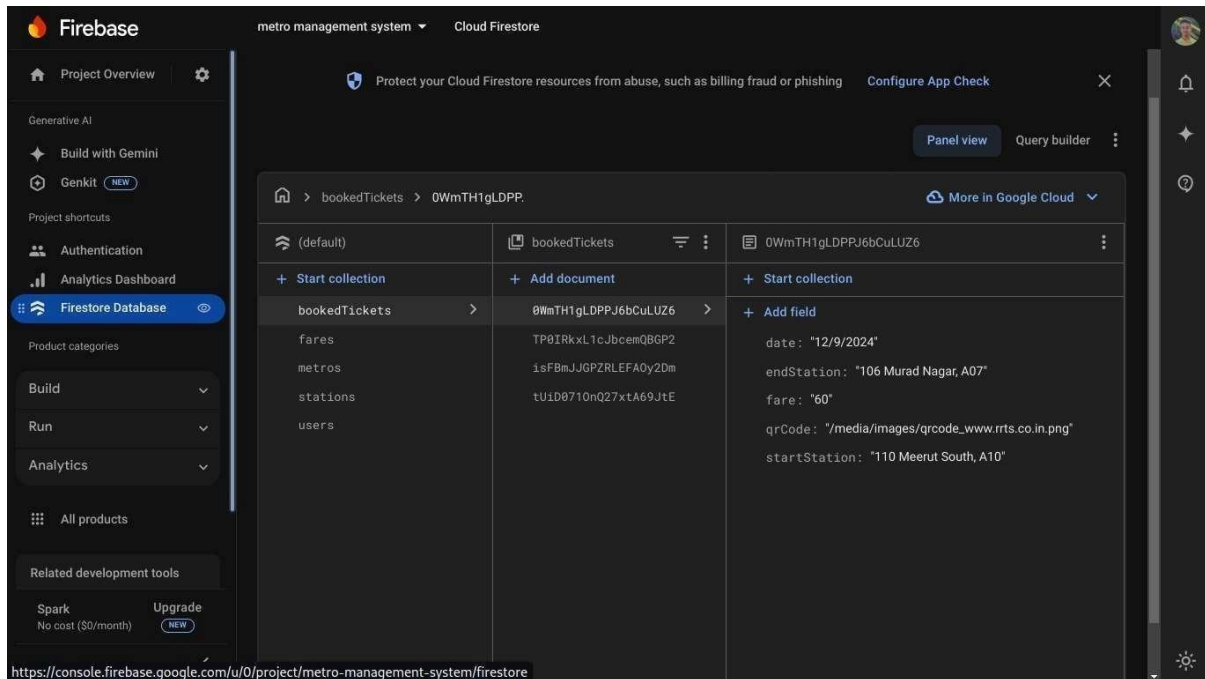 Firebase
metro management system
Cloud Firestore
Project Overview
Protect your Cloud Firestore resources from abuse, such as billing fraud or phishing
Configure App Check
Generative AI
Build with Gemini
Genkit NEW
Project shortcuts
Authentication
Analytics Dashboard
Firestore Database
Product categories
Build
Run
Analytics
All products
Related development tools
Spark
No cost ($0/month)
Upgrade
NEW
Panel view
Query builder
bookedTickets > 0WmTH1gLDPP.
More in Google Cloud
(default)
+ Start collection
bookedTickets
fares
metros
stations
users
bookedTickets
+ Add document
0WmTH1gLDPPJ6bCuLUZ6
TP0IRkxL1cJbcemQBGP2
isFBmJJGPZRLEFAOy2Dm
tUiD071OnQ27xtA69JtE
0WmTH1gLDPPJ6bCuLUZ6
+ Start collection
+ Add field
date: "12/9/2024"
endStation: "106 Murad Nagar, A07"
fare: "60"
qrCode: "/media/images/qrcode_www.rrts.co.in.png"
startStation: "110 Meerut South, A10"
https://console.firebase.google.com/u/0/project/metro-management-system/firestore